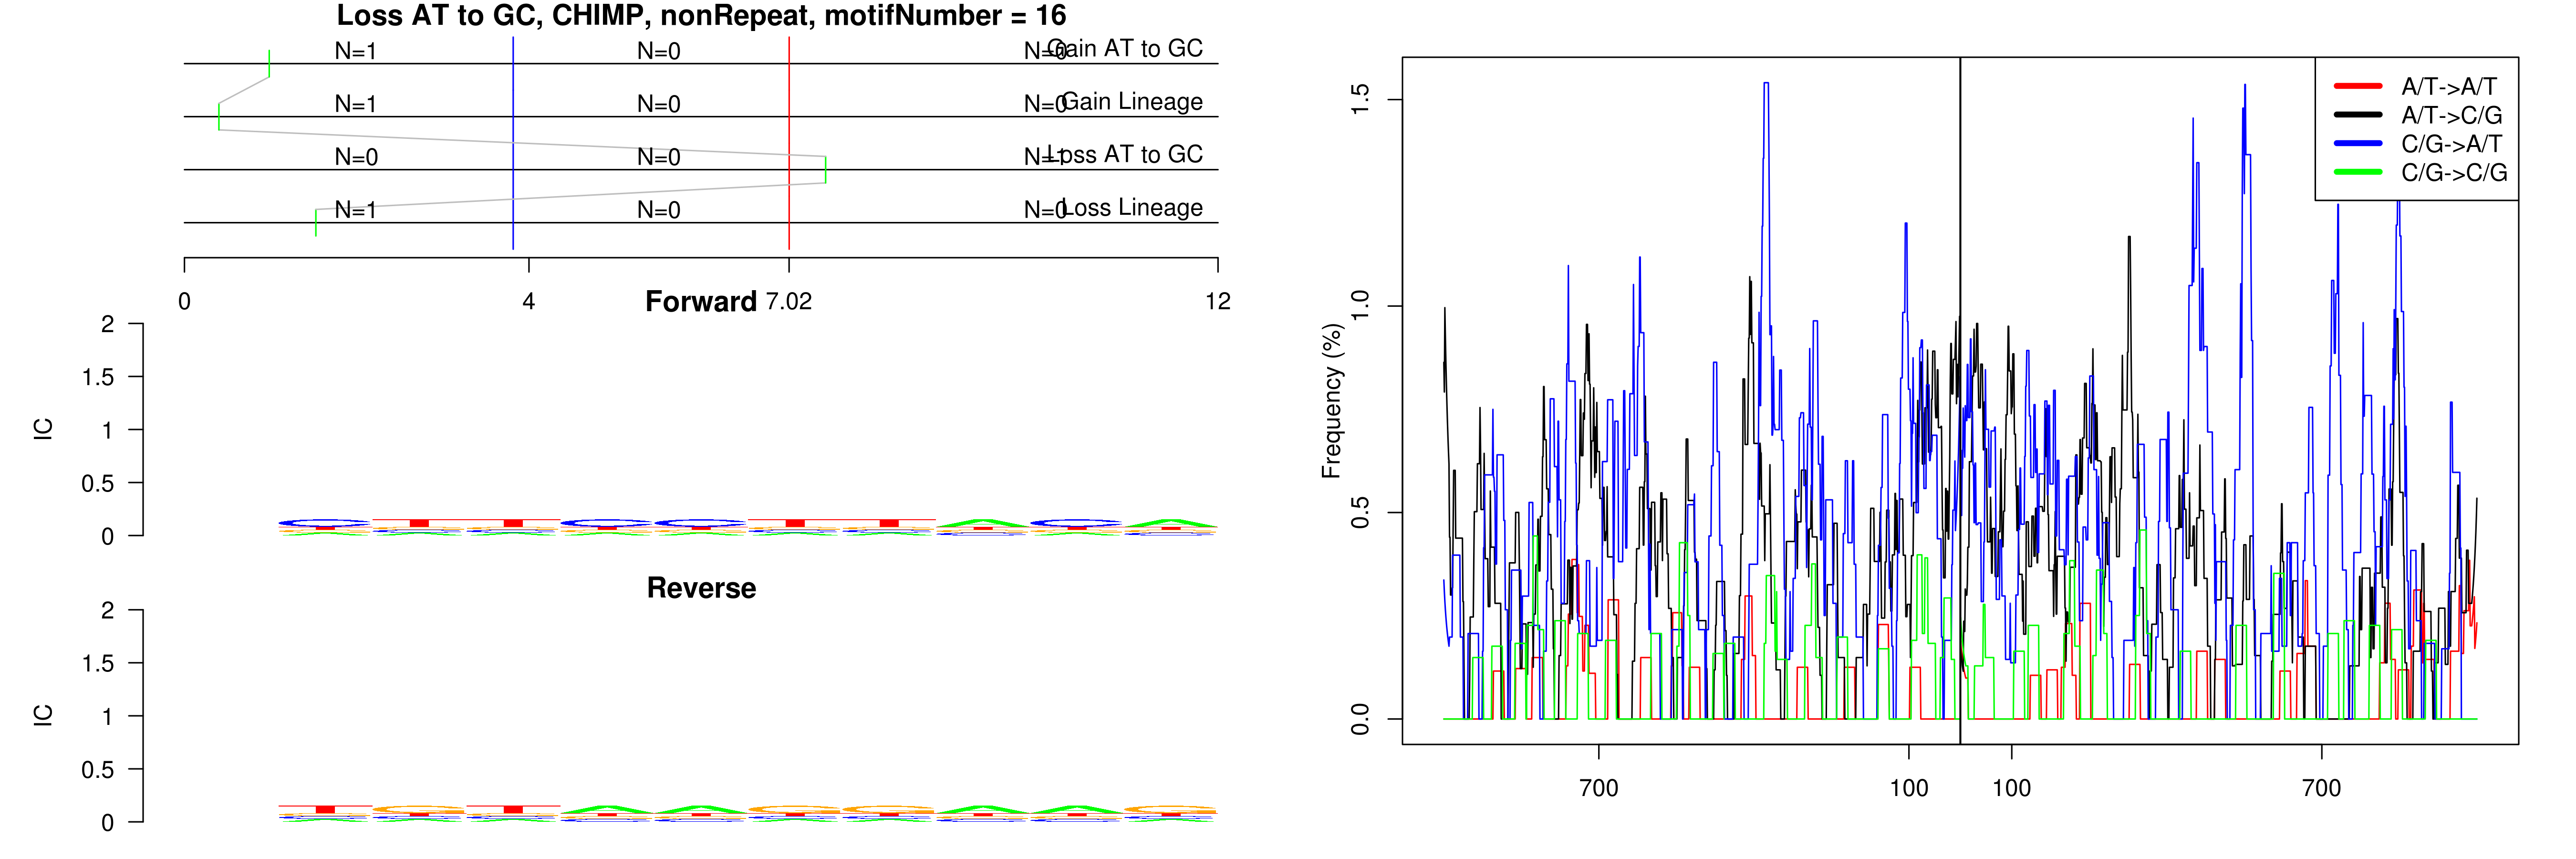 Loss AT to GC, CHIMP, nonRepeat, motifNumber = 16
N=1 N=0 N=0 Gain AT to GC
N=1 N=0 N=0 Gain Lineage
N=0 N=0 N=1 Loss AT to GC
N=1 N=0 N=0 Loss Lineage
0 4 7.02 12
Forward
IC
2
1.5
1
0.5
0
C T T C C T T A C A
Reverse
IC
2
1.5
1
0.5
0
T G T A A G G A A G
Frequency (%)
1.5
1.0
0.5
0.0
700 100 100 700
A/T->A/T
A/T->C/G
C/G->A/T
C/G->C/G